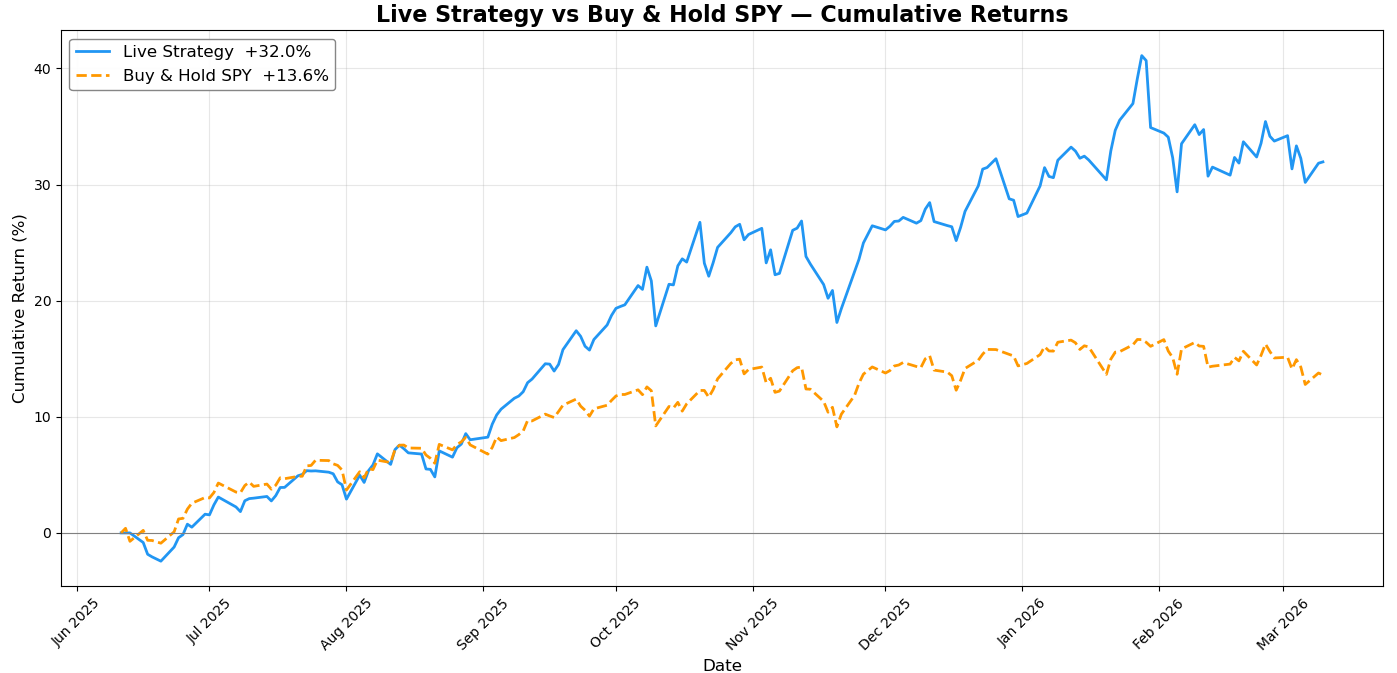 Live Strategy vs Buy & Hold SPY — Cumulative Returns
Live Strategy +32.0%
Buy & Hold SPY +13.6%
Cumulative Return (%)
40
30
20
10
0
Jun 2025
Jul 2025
Aug 2025
Sep 2025
Oct 2025
Nov 2025
Dec 2025
Jan 2026
Feb 2026
Mar 2026
Date